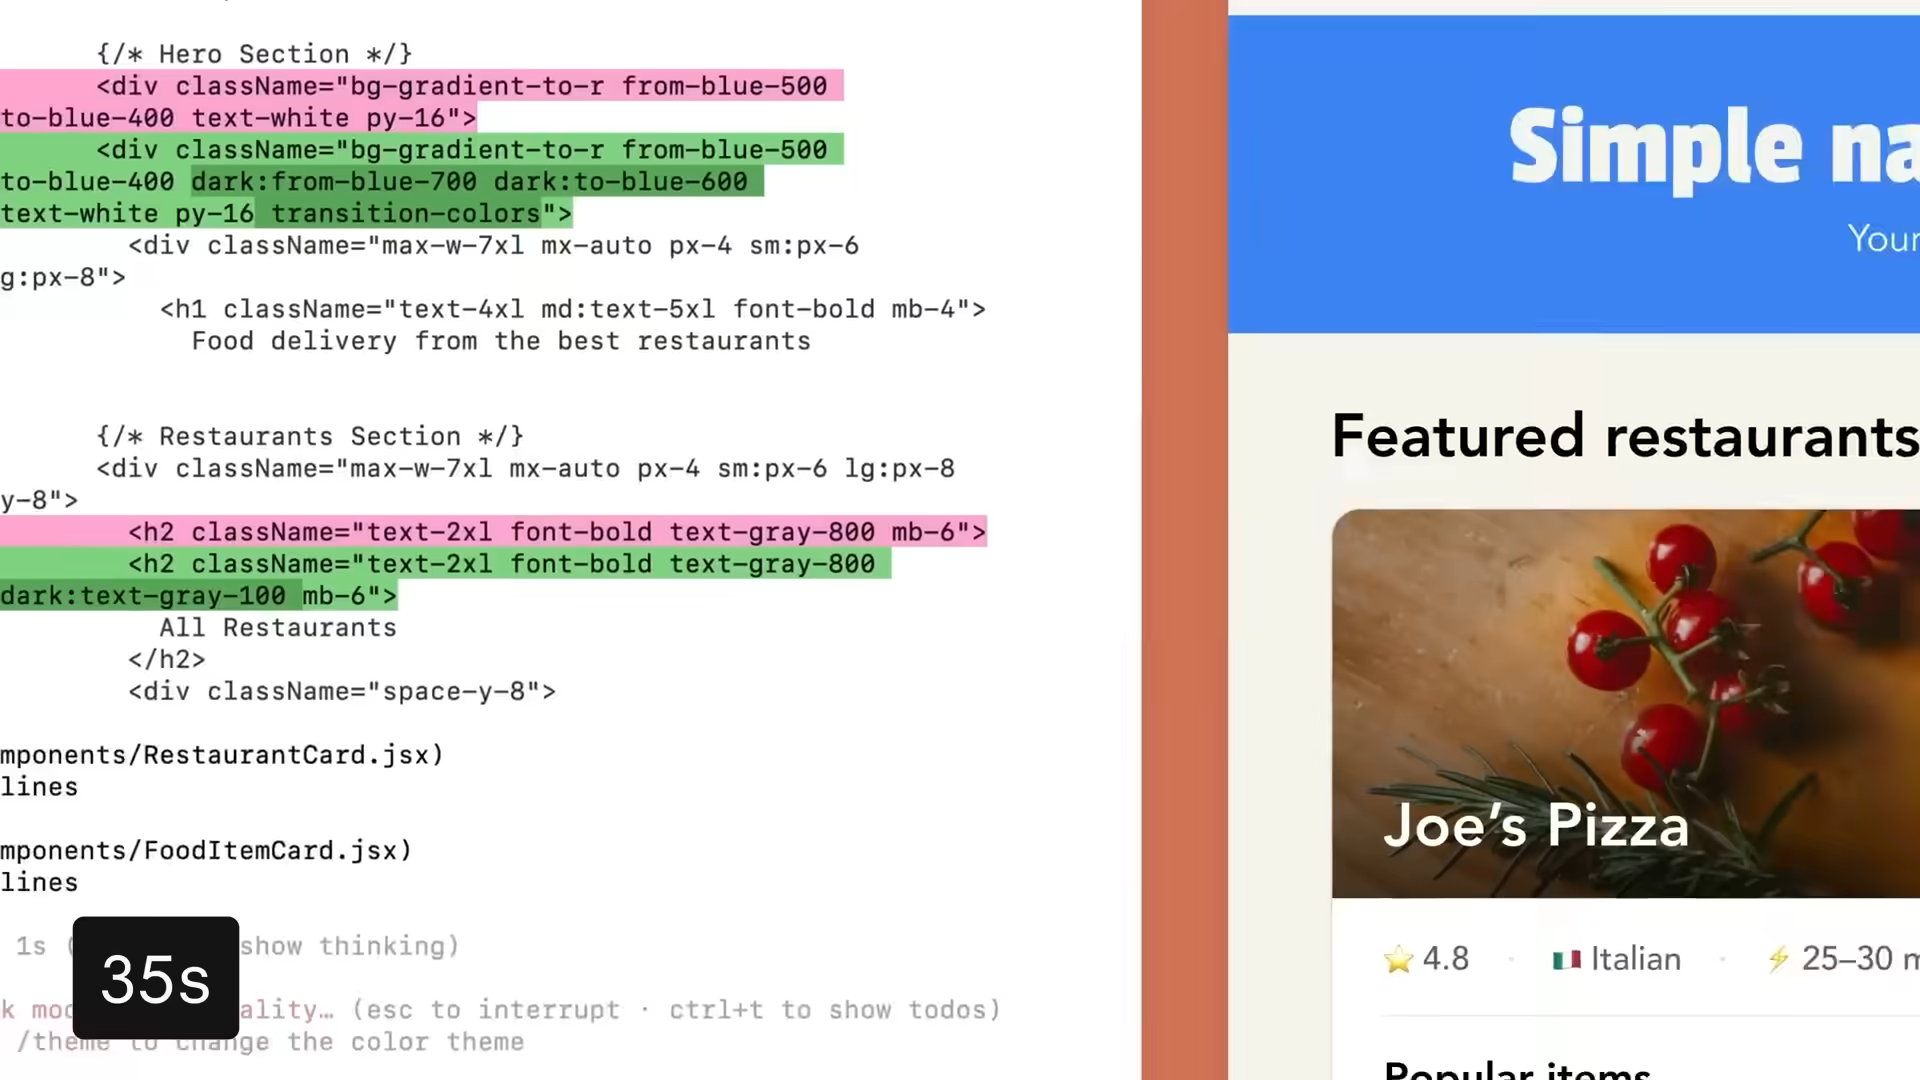 {/* Hero Section */}
<div className="bg-gradient-to-r from-blue-500
to-blue-400 text-white py-16">
<div className="bg-gradient-to-r from-blue-500
to-blue-400 dark:from-blue-700 dark:to-blue-600
text-white py-16 transition-colors">
<div className="max-w-7xl mx-auto px-4 sm:px-6
g:px-8">
<h1 className="text-4xl md:text-5xl font-bold mb-4">
Food delivery from the best restaurants
{/* Restaurants Section */}
<div className="max-w-7xl mx-auto px-4 sm:px-6 lg:px-8
y-8">
<h2 className="text-2xl font-bold text-gray-800 mb-6">
<h2 className="text-2xl font-bold text-gray-800
dark:text-gray-100 mb-6">
All Restaurants
</h2>
<div className="space-y-8">
mponents/RestaurantCard.jsx)
lines
mponents/FoodItemCard.jsx)
lines
1s ( show thinking)
35s
k mod ality… (esc to interrupt · ctrl+t to show todos)
/theme to change the color theme
Simple na
Your
Featured restaurants
Joe's Pizza
⭐ 4.8 · 🇮🇹 Italian · ⚡ 25–30 m
Popular items